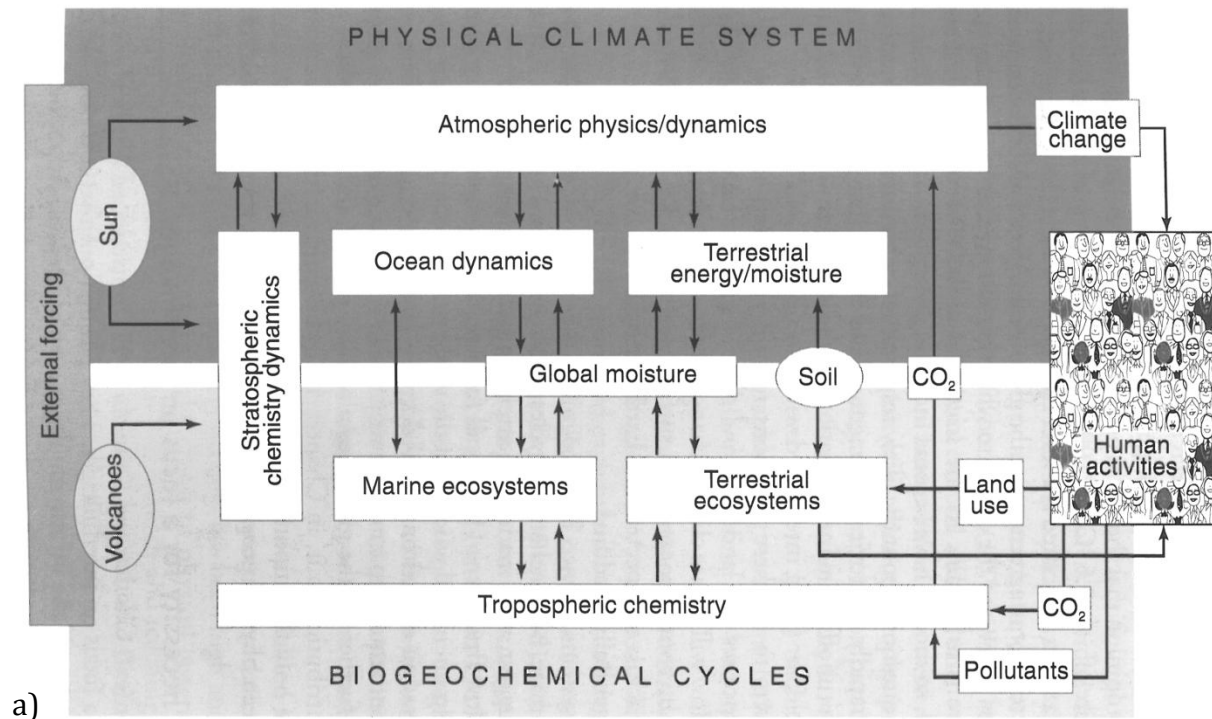 PHYSICAL CLIMATE SYSTEM
Atmospheric physics/dynamics
Climate
change
External forcing
Sun
Stratospheric
chemistry dynamics
Ocean dynamics
Terrestrial
energy/moisture
Global moisture
Soil
CO₂
Human
activities
Volcanoes
Marine ecosystems
Terrestrial
ecosystems
Land
use
Tropospheric chemistry
CO₂
Pollutants
BIOGEOCHEMICAL CYCLES
a)